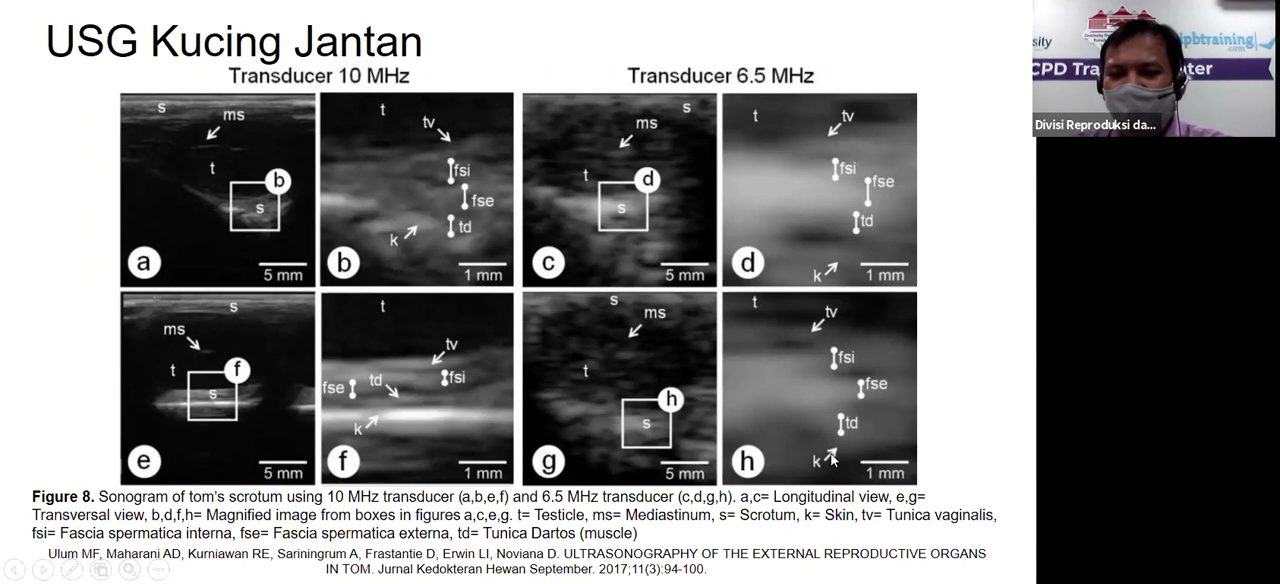 USG Kucing Jantan
Transducer 10 MHz
Transducer 6.5 MHz
s
ms
t
b
s
a
5 mm
t
tv
fsi
fse
td
k
b
1 mm
s
ms
t
d
s
c
5 mm
t
tv
fsi
fse
td
k
d
1 mm
s
ms
t
f
s
e
5 mm
t
tv
fse
td
fsi
k
f
1 mm
s
ms
t
h
s
g
5 mm
t
tv
fsi
fse
td
k
h
1 mm
Figure 8. Sonogram of tom's scrotum using 10 MHz transducer (a,b,e,f) and 6.5 MHz transducer (c,d,g,h). a,c= Longitudinal view, e,g=
Transversal view, b,d,f,h= Magnified image from boxes in figures a,c,e,g. t= Testicle, ms= Mediastinum, s= Scrotum, k= Skin, tv= Tunica vaginalis,
fsi= Fascia spermatica interna, fse= Fascia spermatica externa, td= Tunica Dartos (muscle)
Ulum MF, Maharani AD, Kurniawan RE, Sariningrum A, Frastantie D, Erwin LI, Noviana D. ULTRASONOGRAPHY OF THE EXTERNAL REPRODUCTIVE ORGANS
IN TOM. Jurnal Kedokteran Hewan September. 2017;11(3):94-100.
sity
ipbtraining
.com
CPD Tra ter
Divisi Reproduksi da...